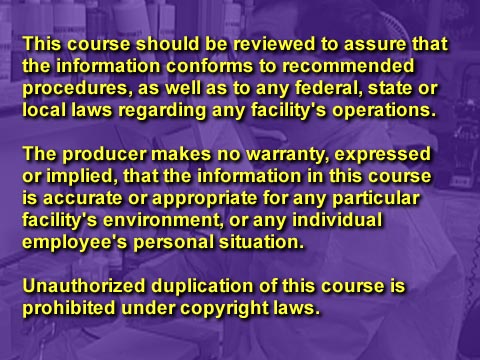 This course should be reviewed to assure that
the information conforms to recommended
procedures, as well as to any federal, state or
local laws regarding any facility's operations.
The producer makes no warranty, expressed
or implied, that the information in this course
is accurate or appropriate for any particular
facility's environment, or any individual
employee's personal situation.
Unauthorized duplication of this course is
prohibited under copyright laws.